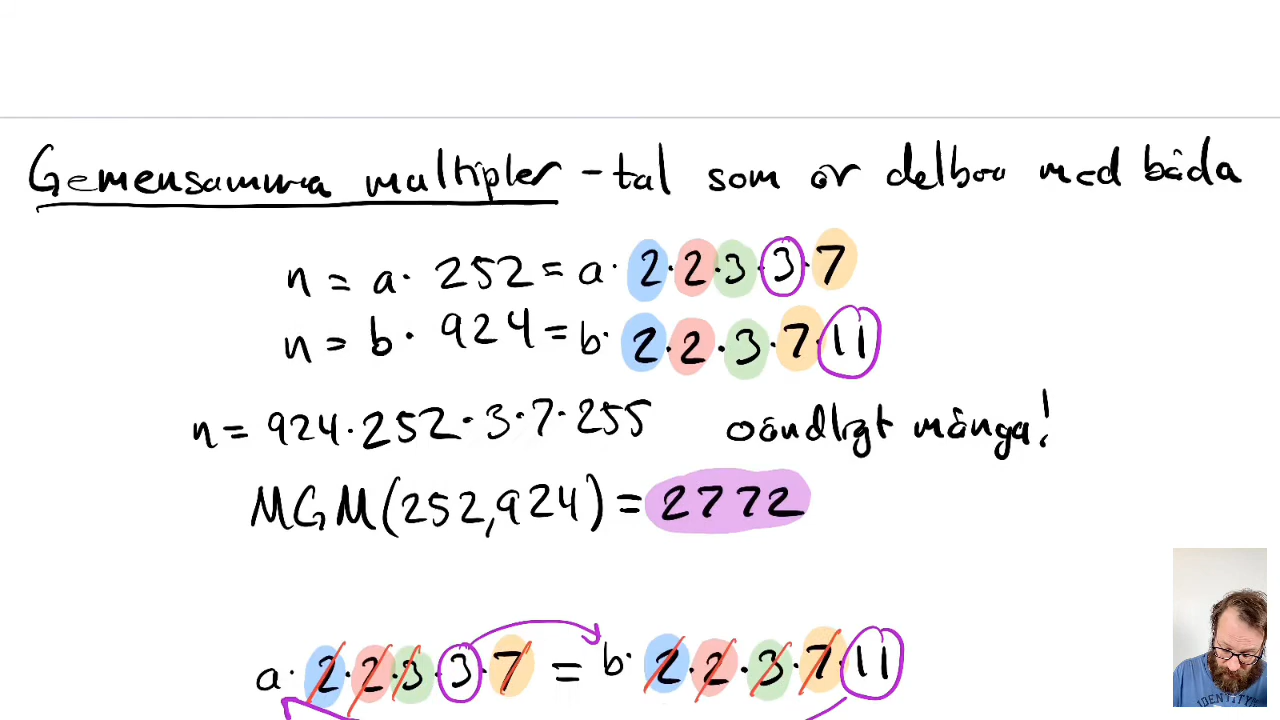 Gemensamma multipler - tal som är delbara med båda
n = a · 252 = a · 2 · 2 · 3 · 3 · 7
n = b · 924 = b · 2 · 2 · 3 · 7 · 11
n = 924 · 252 · 3 · 7 · 255 oändligt många!
MGM(252,924) = 2772
a · 2 · 2 · 3 · 3 · 7 = b · 2 · 2 · 3 · 7 · 11
IDENTITY